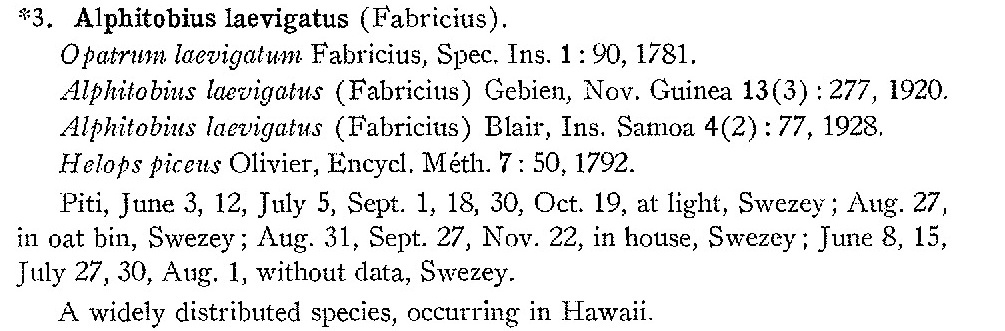 *3. Alphitobius laevigatus (Fabricius).
Opatrum laevigatum Fabricius, Spec. Ins. 1 : 90, 1781.
Alphitobius laevigatus (Fabricius) Gebien, Nov. Guinea 13(3) : 277, 1920.
Alphitobius laevigatus (Fabricius) Blair, Ins. Samoa 4(2) : 77, 1928.
Helops piceus Olivier, Encycl. Méth. 7 : 50, 1792.
Piti, June 3, 12, July 5, Sept. 1, 18, 30, Oct. 19, at light, Swezey; Aug. 27,
in oat bin, Swezey; Aug. 31, Sept. 27, Nov. 22, in house, Swezey; June 8, 15,
July 27, 30, Aug. 1, without data, Swezey.
A widely distributed species, occurring in Hawaii.